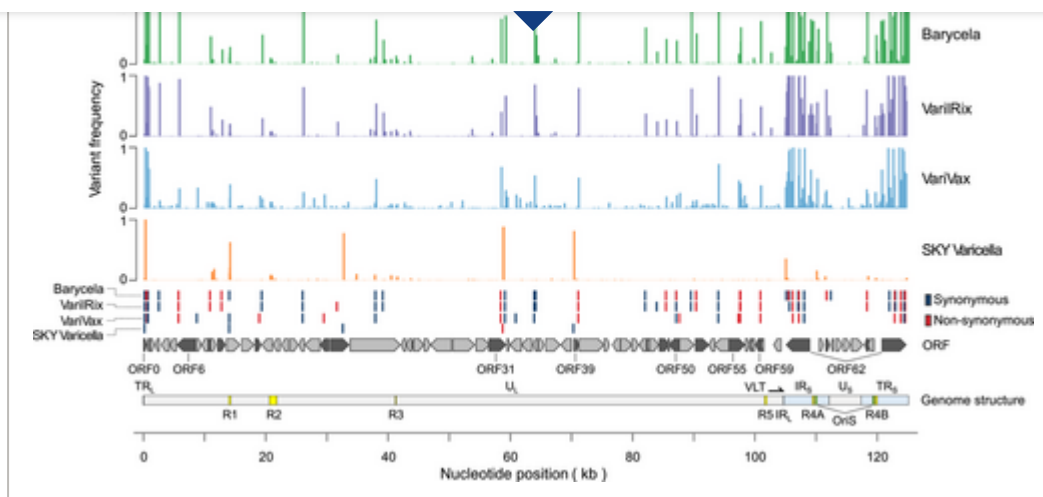 Barycela
0
1
VarilRix
0
Variant frequency
1
VariVax
0
1
SKY Varicella
0
Barycela
VarilRix
VariVax
SKY Varicella
Synonymous
Non-synonymous
ORF
ORF0 ORF6 ORF31 ORF39 ORF50 ORF55 ORF59 ORF62
TRL UL VLT IRS US TRS
Genome structure
R1 R2 R3 R5 IRL R4A OriS R4B
0 20 40 60 80 100 120
Nucleotide position ( kb )